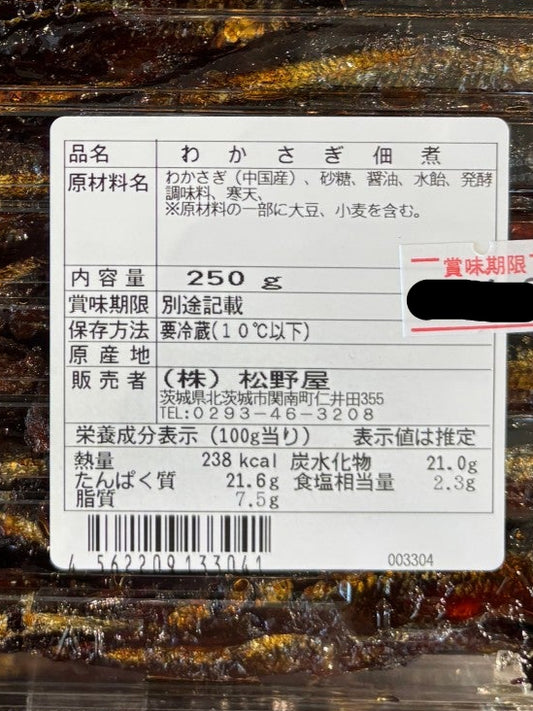 品名 わかさぎ佃煮
原材料名 わかさぎ（中国産）、砂糖、醤油、水飴、発酵
調味料、寒天、
※原材料の一部に大豆、小麦を含む。
賞味期限
内容量 250g
賞味期限 別途記載
保存方法 要冷蔵(10℃以下)
原産地
販売者 (株) 松野屋
茨城県北茨城市関南町仁井田355
TEL:0293-46-3208
栄養成分表示（100g当り） 表示値は推定
熱量 238 kcal 炭水化物 21.0g
たんぱく質 21.6g 食塩相当量 2.3g
脂質 7.5g
4 562209 133041
003304